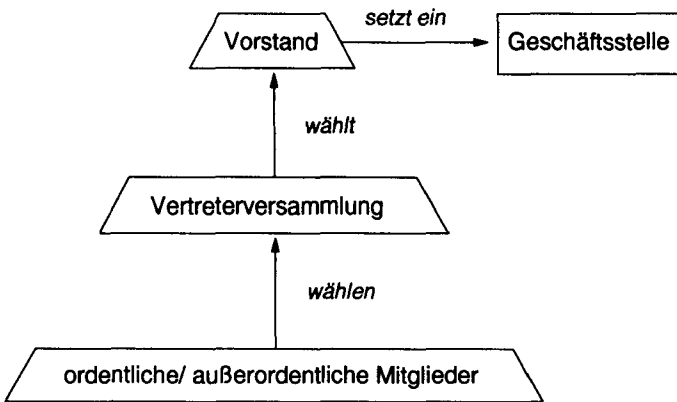 setzt ein
Vorstand
Geschäftsstelle
wählt
Vertreterversammlung
wählen
ordentliche/ außerordentliche Mitglieder